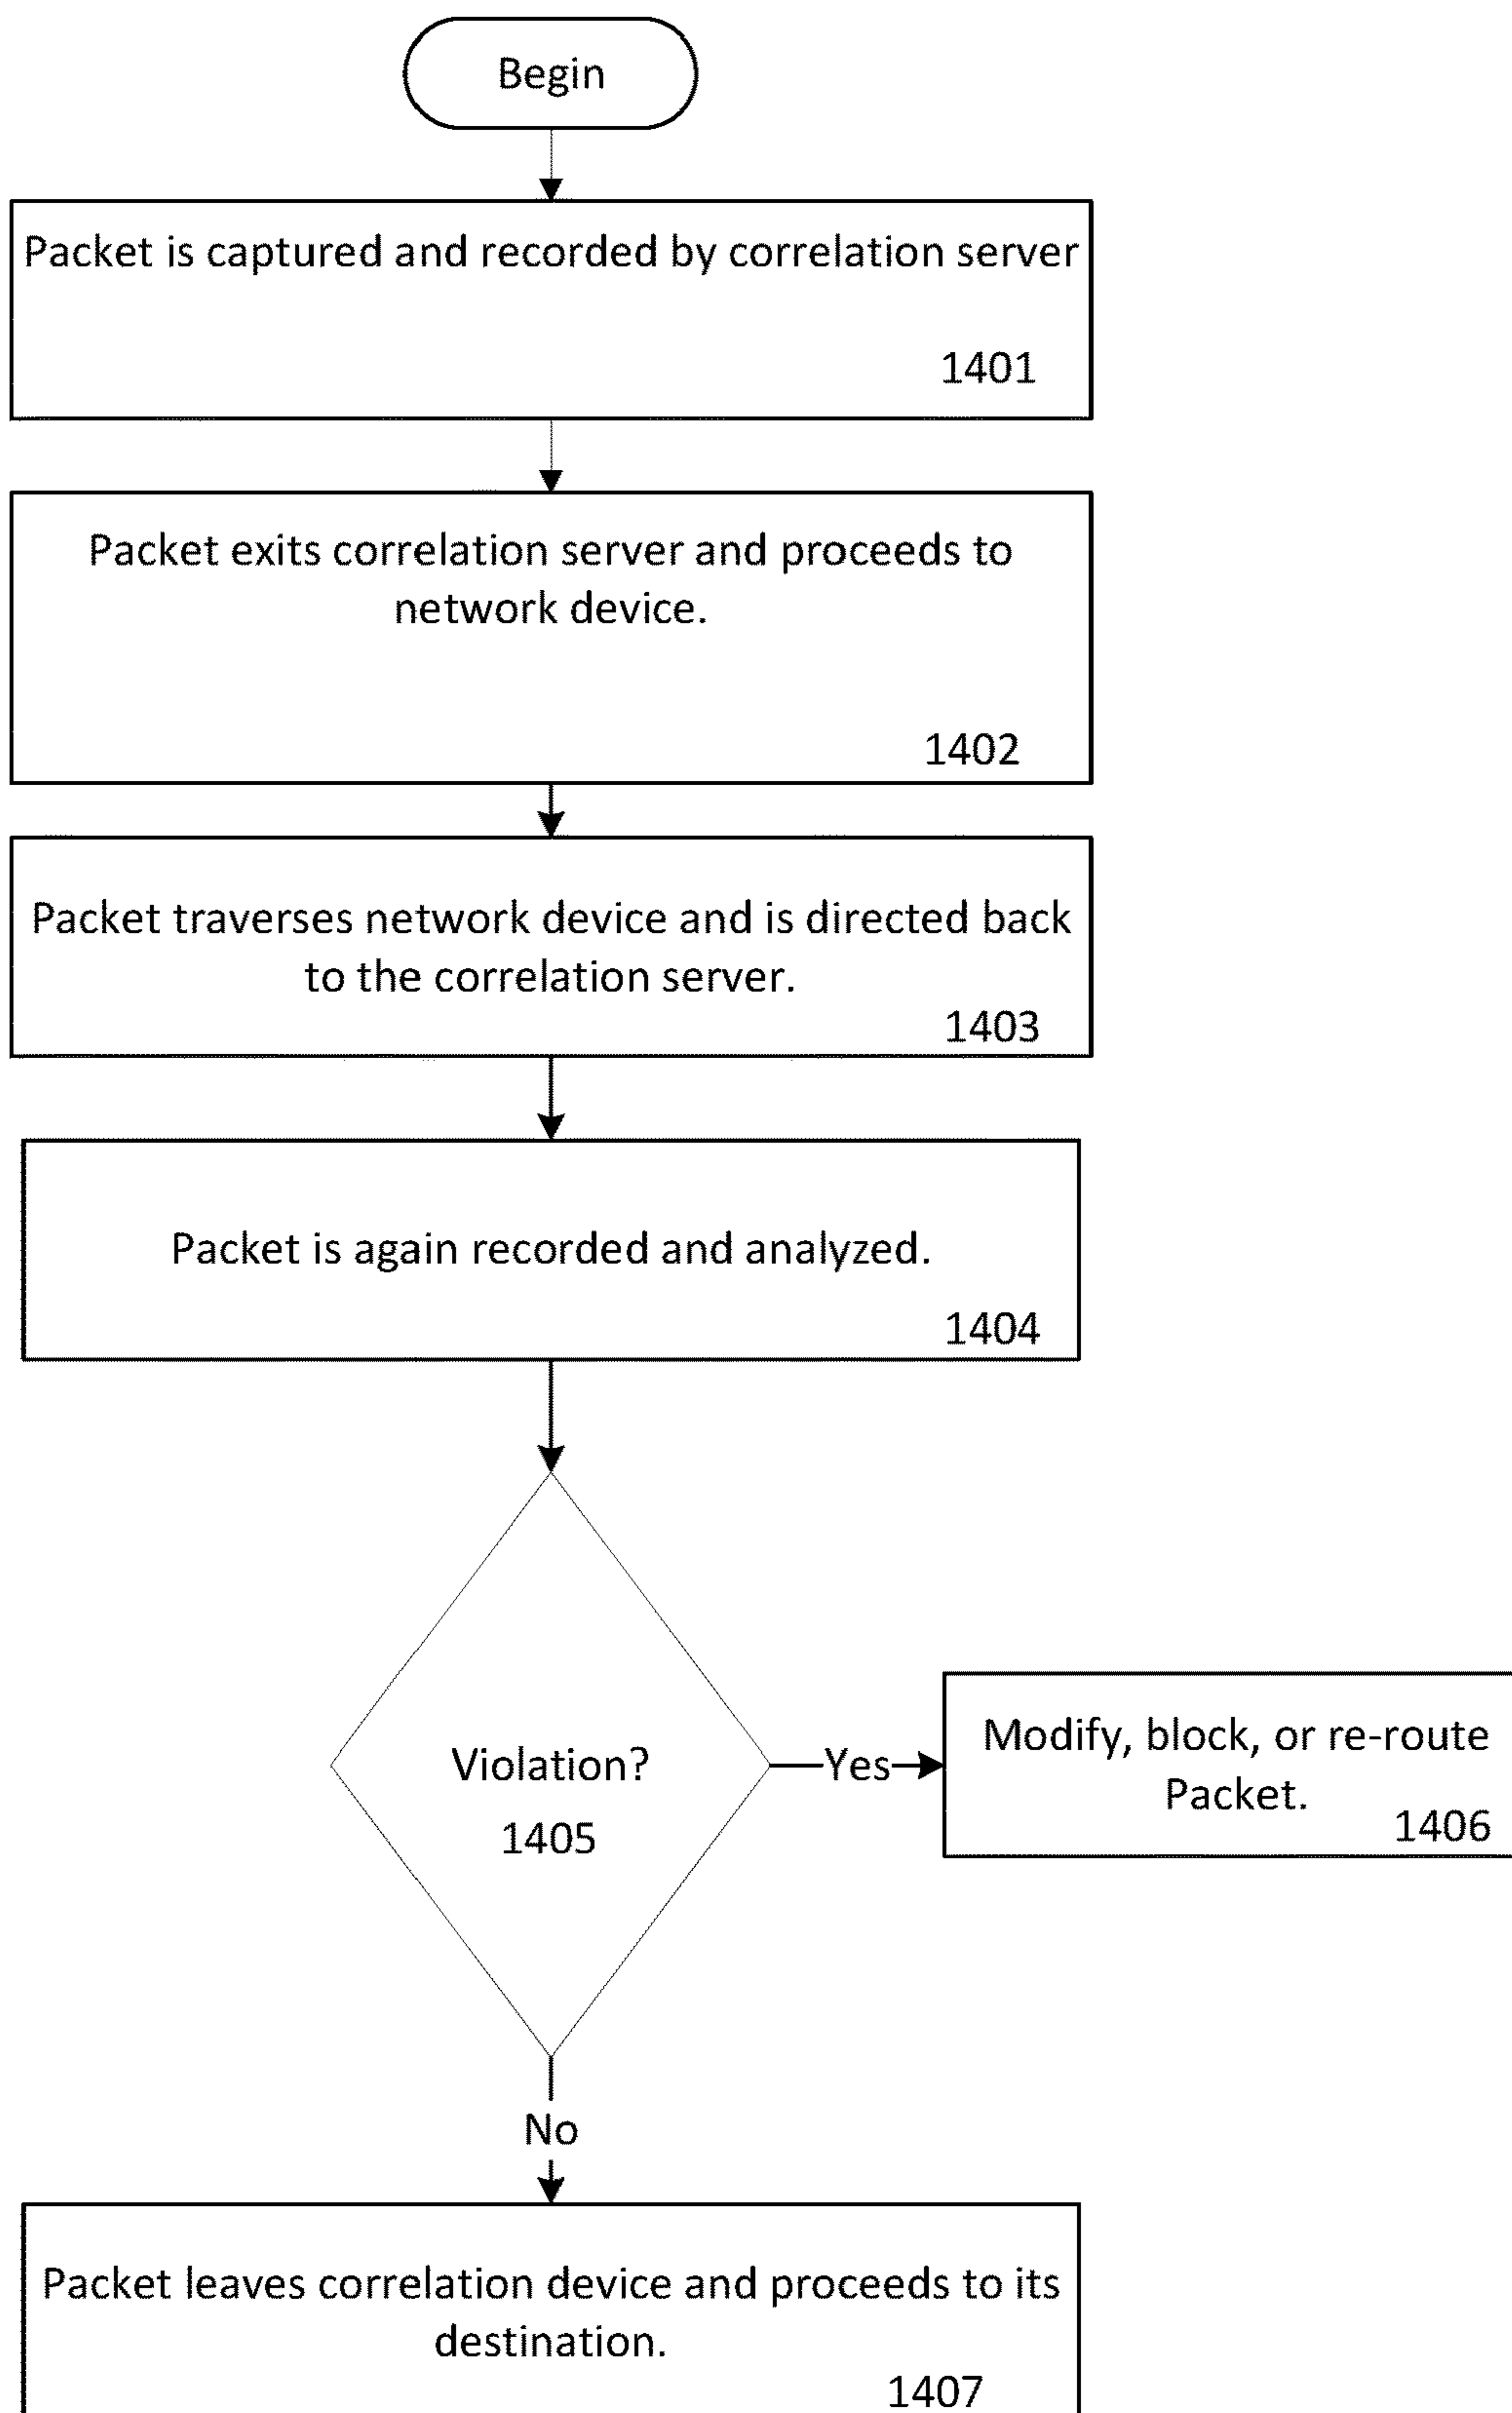 Begin
Packet is captured and recorded by correlation server
1401
Packet exits correlation server and proceeds to
network device.
1402
Packet traverses network device and is directed back
to the correlation server.
1403
Packet is again recorded and analyzed.
1404
Violation?
1405
Yes
Modify, block, or re-route
Packet.
1406
No
Packet leaves correlation device and proceeds to its
destination.
1407